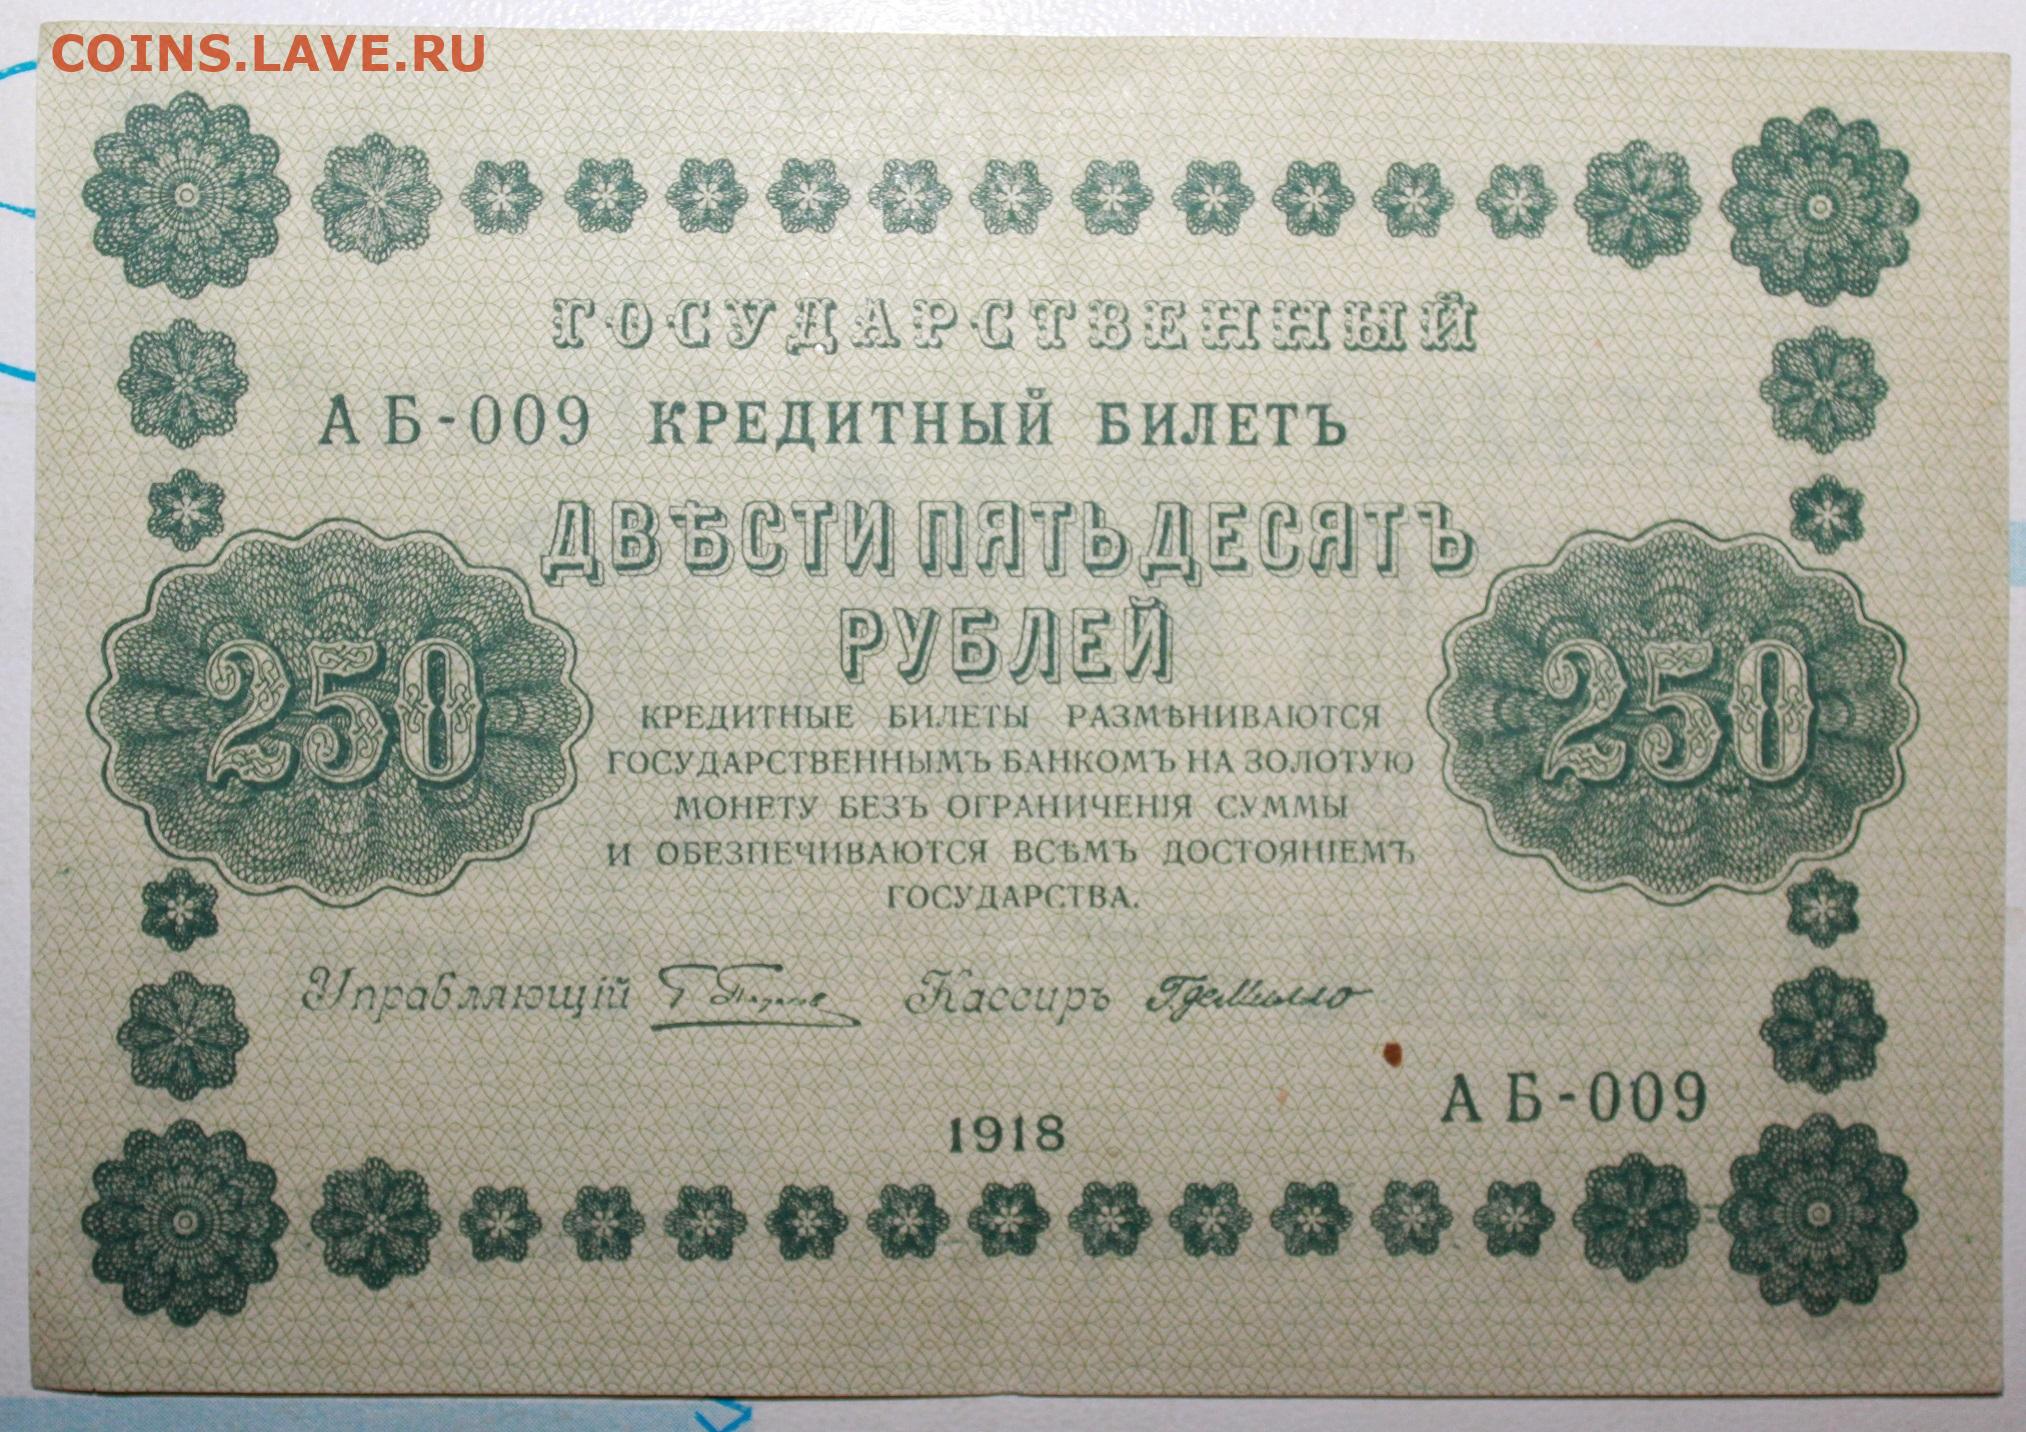 COINS.LAVE.RU
ГОСУДАРСТВЕННЫЙ
АБ-009 КРЕДИТНЫЙ БИЛЕТЪ
ДВѢСТИ ПЯТЬДЕСЯТЪ
РУБЛЕЙ
250
250
КРЕДИТНЫЕ БИЛЕТЫ РАЗМѢНИВАЮТСЯ
ГОСУДАРСТВЕННЫМЪ БАНКОМЪ НА ЗОЛОТУЮ
МОНЕТУ БЕЗЪ ОГРАНИЧЕНІЯ СУММЫ
И ОБЕЗПЕЧИВАЮТСЯ ВСѢМЪ ДОСТОЯНІЕМЪ
ГОСУДАРСТВА.
Управляющій Кассиръ ГдеМилло
АБ-009
1918